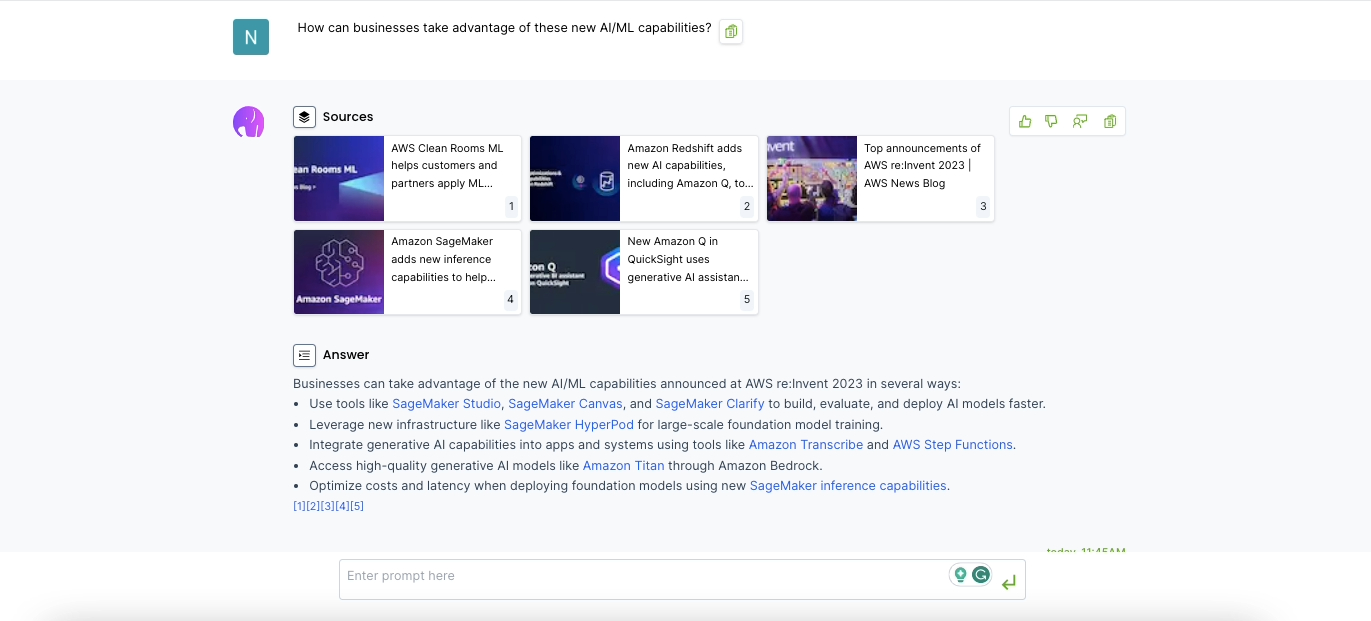 N
How can businesses take advantage of these new AI/ML capabilities?
Sources
ean Rooms ML
s Blog >
AWS Clean Rooms ML
helps customers and
partners apply ML...
1
Amazon Redshift adds
new AI capabilities,
including Amazon Q, to...
2
vent
Top announcements of
AWS re:Invent 2023 |
AWS News Blog
3
Amazon SageMaker
Amazon SageMaker
adds new inference
capabilities to help...
4
zon Q
erative BI assistant
on QuickSight
New Amazon Q in
QuickSight uses
generative AI assistan...
5
Answer
Businesses can take advantage of the new AI/ML capabilities announced at AWS re:Invent 2023 in several ways:
• Use tools like SageMaker Studio, SageMaker Canvas, and SageMaker Clarify to build, evaluate, and deploy AI models faster.
• Leverage new infrastructure like SageMaker HyperPod for large-scale foundation model training.
• Integrate generative AI capabilities into apps and systems using tools like Amazon Transcribe and AWS Step Functions.
• Access high-quality generative AI models like Amazon Titan through Amazon Bedrock.
• Optimize costs and latency when deploying foundation models using new SageMaker inference capabilities.
[1][2][3][4][5]
today, 11:45AM
Enter prompt here